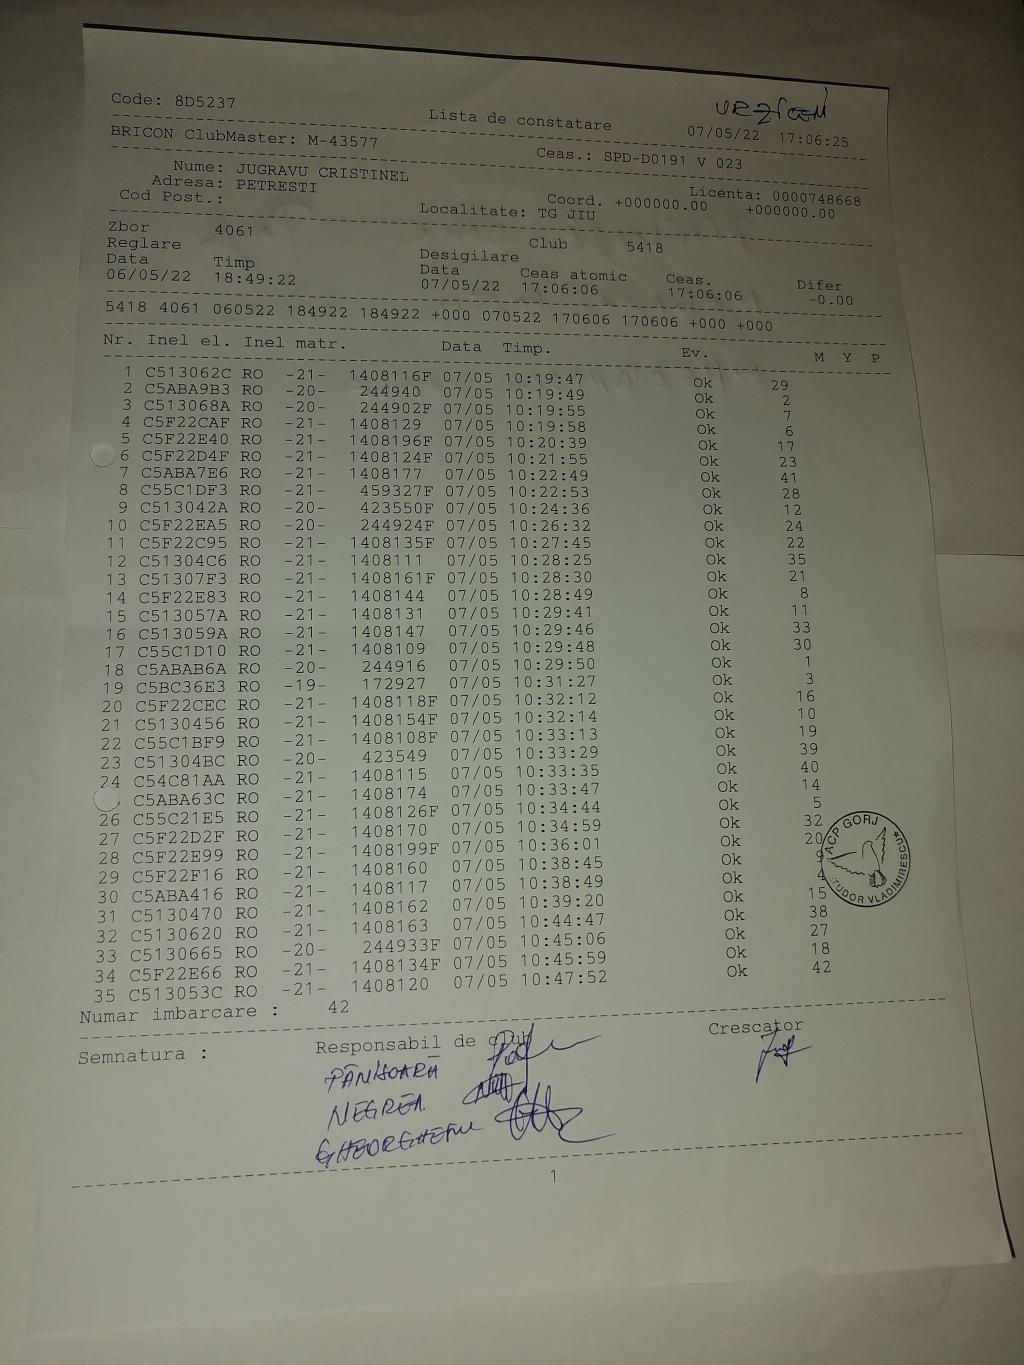 Code: 8D5237
URZICENI
Lista de constatare
07/05/22 17:06:25
BRICON ClubMaster: M-43577
Ceas.: SPD-D0191 V 023
Nume: JUGRAVU CRISTINEL
Licenta: 0000748668
Adresa: PETRESTI
Coord. +000000.00 +000000.00
Cod Post.:
Localitate: TG JIU
Zbor 4061
Club 5418
Reglare
Desigilare
Data Timp
Data Ceas atomic Ceas. Difer
06/05/22 18:49:22
07/05/22 17:06:06 17:06:06 -0.00
5418 4061 060522 184922 184922 +000 070522 170606 170606 +000 +000
Nr. Inel el. Inel matr. Data Timp. Ev. M Y P
1 C513062C RO -21- 1408116F 07/05 10:19:47 Ok 29
2 C5ABA9B3 RO -20- 244940 07/05 10:19:49 Ok 2
3 C513068A RO -20- 244902F 07/05 10:19:55 Ok 7
4 C5F22CAF RO -21- 1408129 07/05 10:19:58 Ok 6
5 C5F22E40 RO -21- 1408196F 07/05 10:20:39 Ok 17
6 C5F22D4F RO -21- 1408124F 07/05 10:21:55 Ok 23
7 C5ABA7E6 RO -21- 1408177 07/05 10:22:49 Ok 41
8 C55C1DF3 RO -21- 459327F 07/05 10:22:53 Ok 28
9 C513042A RO -20- 423550F 07/05 10:24:36 Ok 12
10 C5F22EA5 RO -20- 244924F 07/05 10:26:32 Ok 24
11 C5F22C95 RO -21- 1408135F 07/05 10:27:45 Ok 22
12 C51304C6 RO -21- 1408111 07/05 10:28:25 Ok 35
13 C51307F3 RO -21- 1408161F 07/05 10:28:30 Ok 21
14 C5F22E83 RO -21- 1408144 07/05 10:28:49 Ok 8
15 C513057A RO -21- 1408131 07/05 10:29:41 Ok 11
16 C513059A RO -21- 1408147 07/05 10:29:46 Ok 33
17 C55C1D10 RO -21- 1408109 07/05 10:29:48 Ok 30
18 C5ABAB6A RO -20- 244916 07/05 10:29:50 Ok 1
19 C5BC36E3 RO -19- 172927 07/05 10:31:27 Ok 3
20 C5F22CEC RO -21- 1408118F 07/05 10:32:12 Ok 16
21 C5130456 RO -21- 1408154F 07/05 10:32:14 Ok 10
22 C55C1BF9 RO -21- 1408108F 07/05 10:33:13 Ok 19
23 C51304BC RO -20- 423549 07/05 10:33:29 Ok 39
24 C54C81AA RO -21- 1408115 07/05 10:33:35 Ok 40
C5ABA63C RO -21- 1408174 07/05 10:33:47 Ok 14
26 C55C21E5 RO -21- 1408126F 07/05 10:34:44 Ok 5
27 C5F22D2F RO -21- 1408170 07/05 10:34:59 Ok 32
28 C5F22E99 RO -21- 1408199F 07/05 10:36:01 Ok 20
29 C5F22F16 RO -21- 1408160 07/05 10:38:45 Ok 9
30 C5ABA416 RO -21- 1408117 07/05 10:38:49 Ok 4
31 C5130470 RO -21- 1408162 07/05 10:39:20 Ok 15
32 C5130620 RO -21- 1408163 07/05 10:44:47 Ok 38
33 C5130665 RO -20- 244933F 07/05 10:45:06 Ok 27
34 C5F22E66 RO -21- 1408134F 07/05 10:45:59 Ok 18
35 C513053C RO -21- 1408120 07/05 10:47:52 Ok 42
ACP GORJ
TUDOR VLADIMIRESCU
Numar imbarcare : 42
Semnatura :
Responsabil de club
Crescator
PÂNIȘOARĂ
NEGREA
GHEORGHEFIU
1